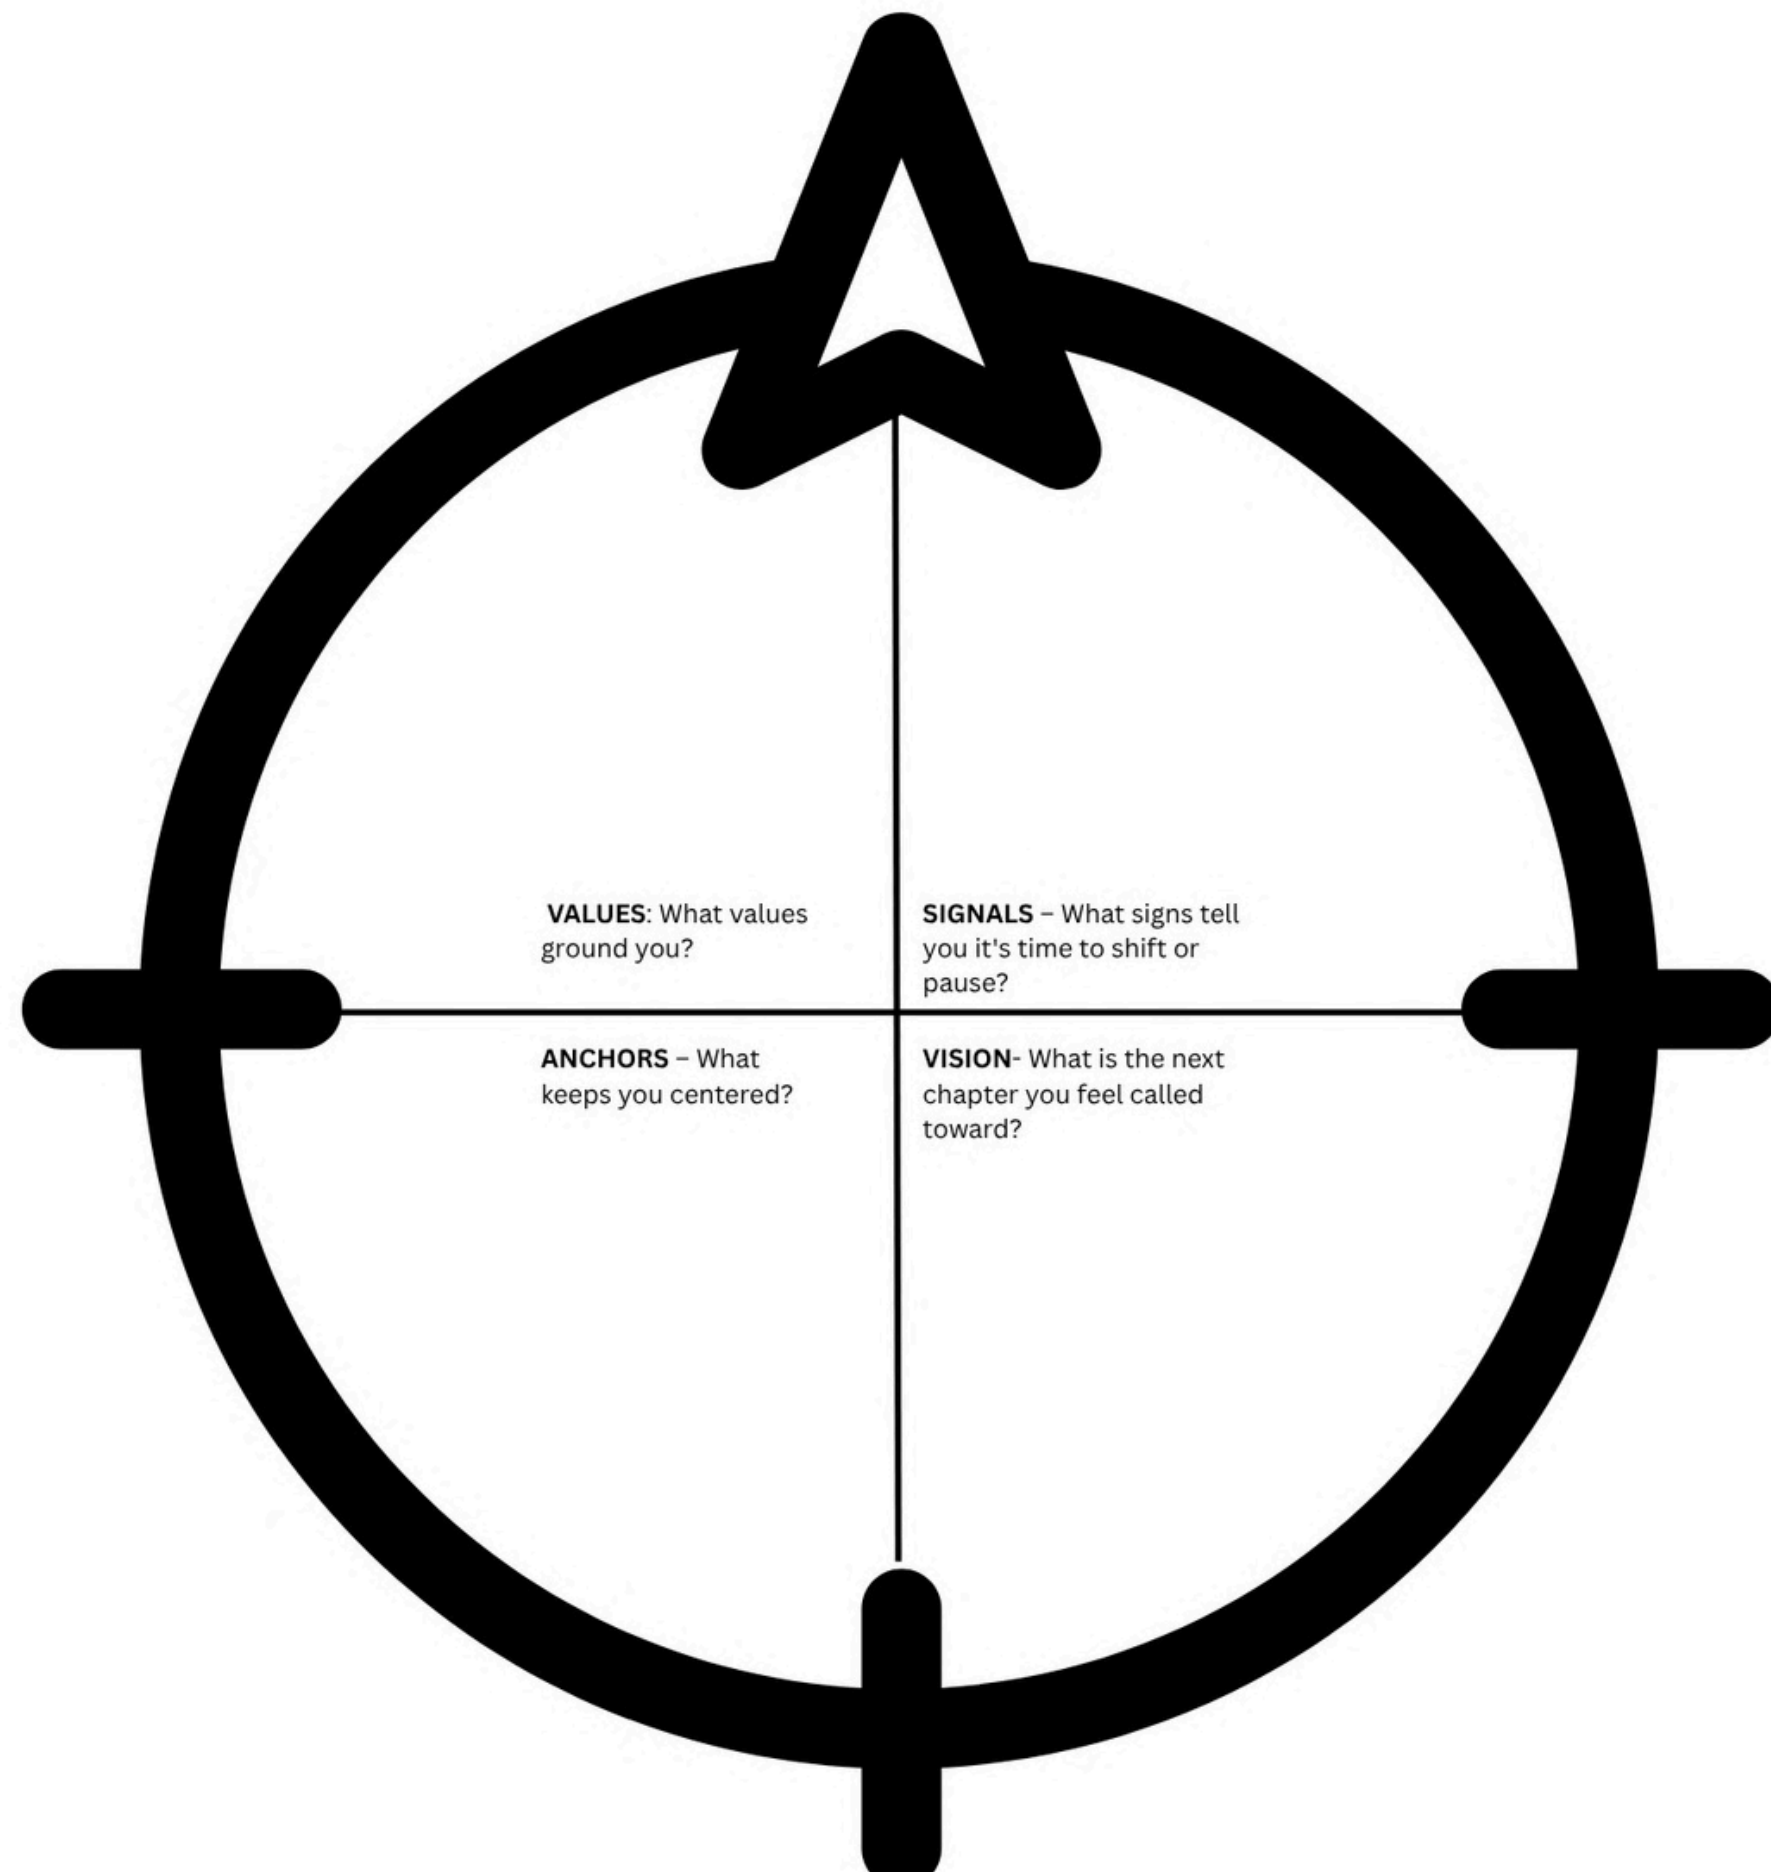 VALUES: What values
ground you?
SIGNALS – What signs tell
you it's time to shift or
pause?
ANCHORS – What
keeps you centered?
VISION- What is the next
chapter you feel called
toward?